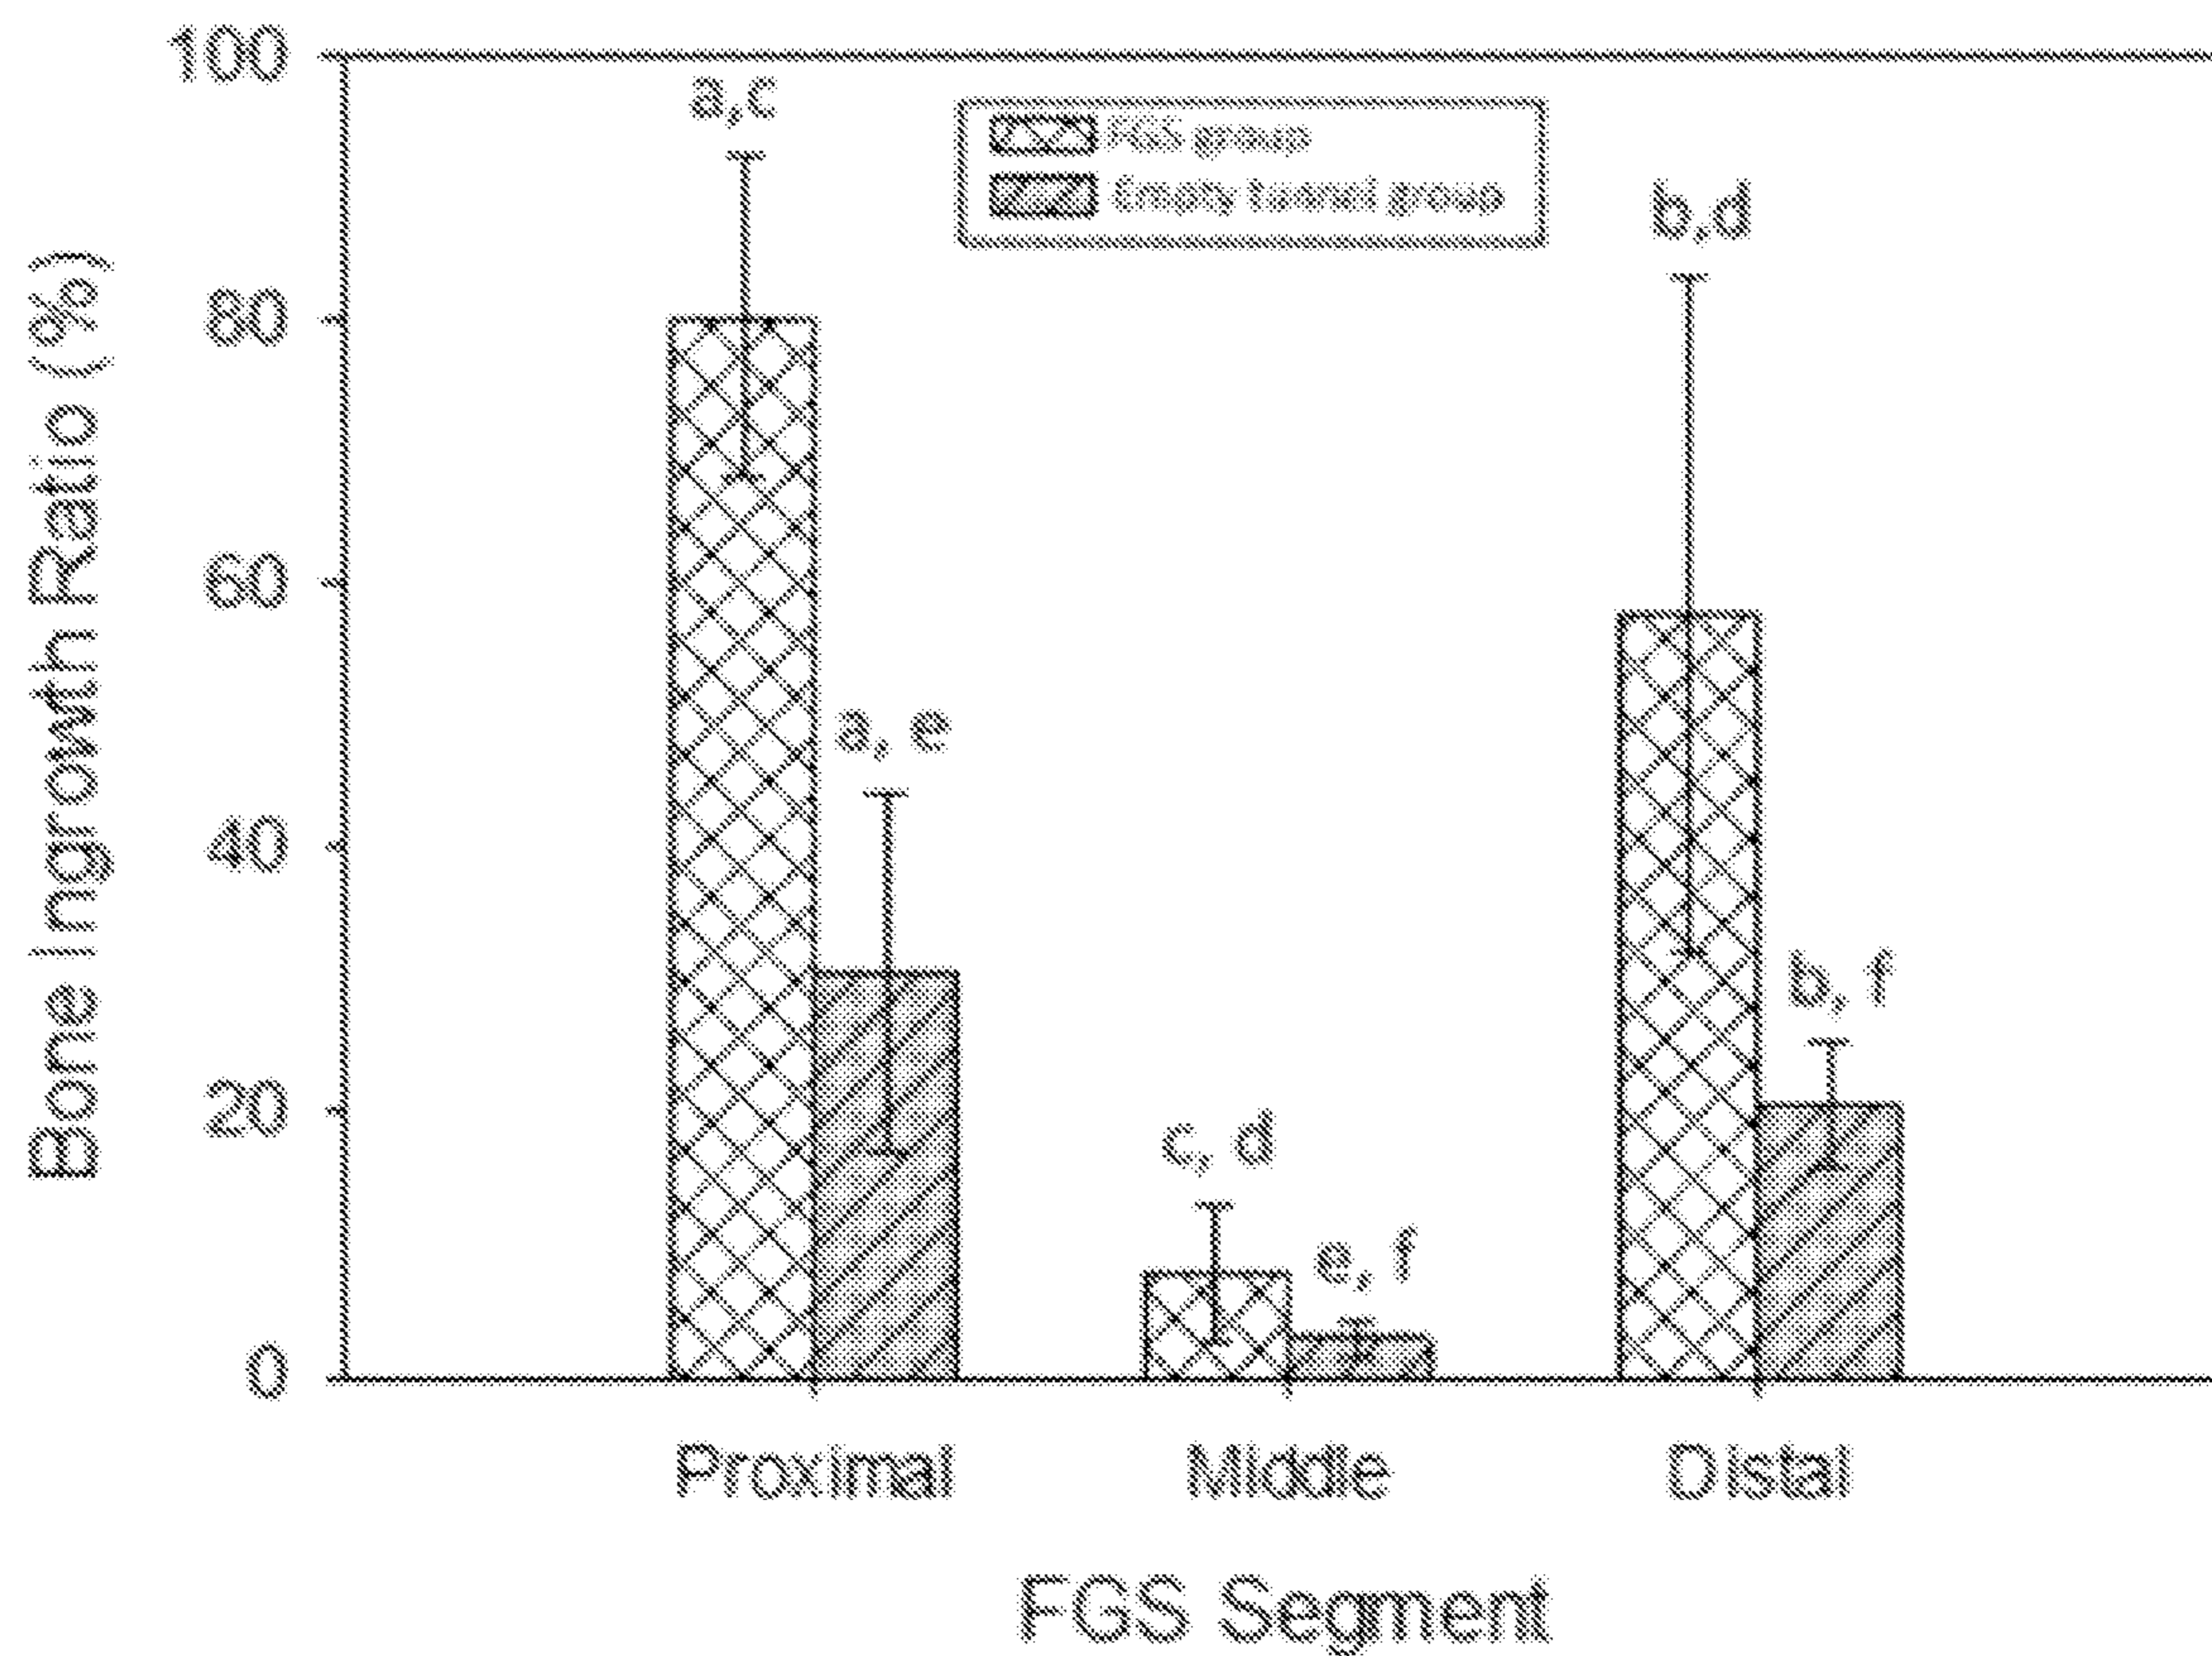 100
a,c
FGS group
Empty tunnel group
b,d
80
Bone Ingrowth Ratio (%)
60
a, e
40
b, f
20
c, d
e, f
0
Proximal Middle Distal
FGS Segment